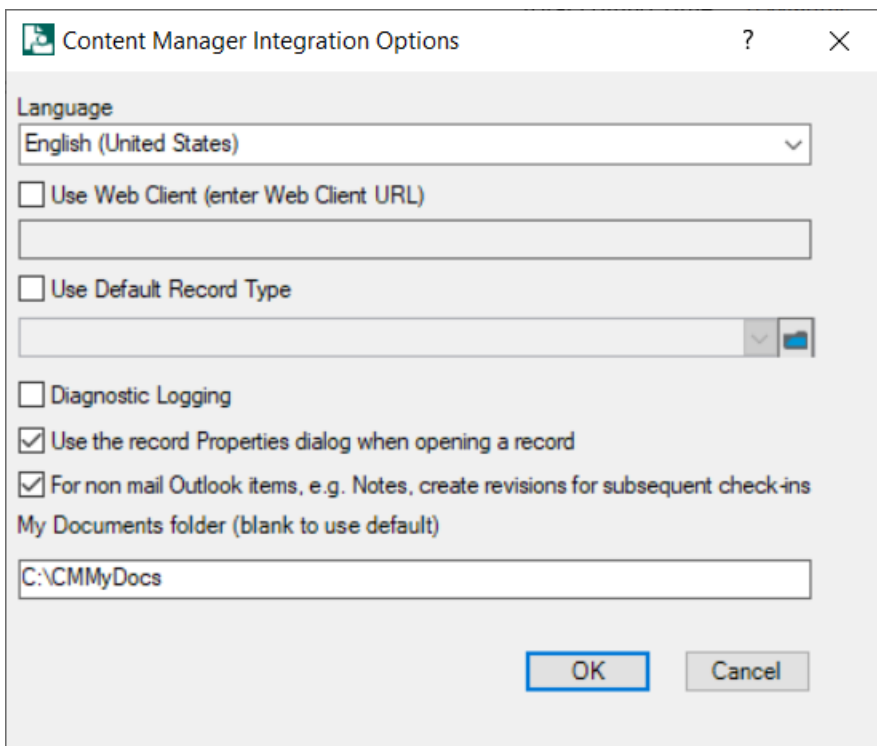 Content Manager Integration Options
Language
English (United States)
Use Web Client (enter Web Client URL)
Use Default Record Type
Diagnostic Logging
Use the record Properties dialog when opening a record
For non mail Outlook items, e.g. Notes, create revisions for subsequent check-ins
My Documents folder (blank to use default)
C:\CMMyDocs
OK Cancel